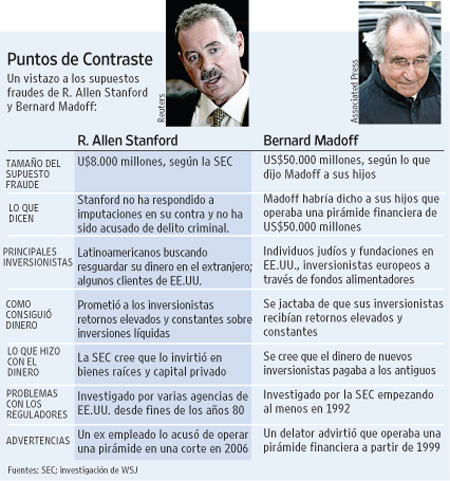 Puntos de Contraste
Un vistazo a los supuestos
fraudes de R. Allen Stanford
y Bernard Madoff:
Reuters
Associated Press
R. Allen Stanford
Bernard Madoff
TAMAÑO DEL
SUPUESTO
FRAUDE
U$8.000 millones, según la SEC
US$50.000 millones, según lo que
dijo Madoff a sus hijos
LO QUE
DICEN
Stanford no ha respondido a
imputaciones en su contra y no ha
sido acusado de delito criminal.
Madoff habría dicho a sus hijos que
operaba una pirámide financiera de
US$50.000 millones
PRINCIPALES
INVERSIONISTAS
Latinoamericanos buscando
resguardar su dinero en el extranjero;
algunos clientes de EE.UU.
Individuos judíos y fundaciones en
EE.UU., inversionistas europeos a
través de fondos alimentadores
COMO
CONSIGUIÓ
DINERO
Prometió a los inversionistas
retornos elevados y constantes sobre
inversiones líquidas
Se jactaba de que sus inversionistas
recibían retornos elevados y
constantes
LO QUE HIZO
CON EL
DINERO
La SEC cree que lo invirtió en
bienes raíces y capital privado
Se cree que el dinero de nuevos
inversionistas pagaba a los antiguos
PROBLEMAS
CON LOS
REGULADORES
Investigado por varias agencias de
EE.UU. desde fines de los años 80
Investigado por la SEC empezando
al menos en 1992
ADVERTENCIAS
Un ex empleado lo acusó de operar
una pirámide en una corte en 2006
Un delator advirtió que operaba una
pirámide financiera a partir de 1999
Fuentes: SEC; investigación de WSJ